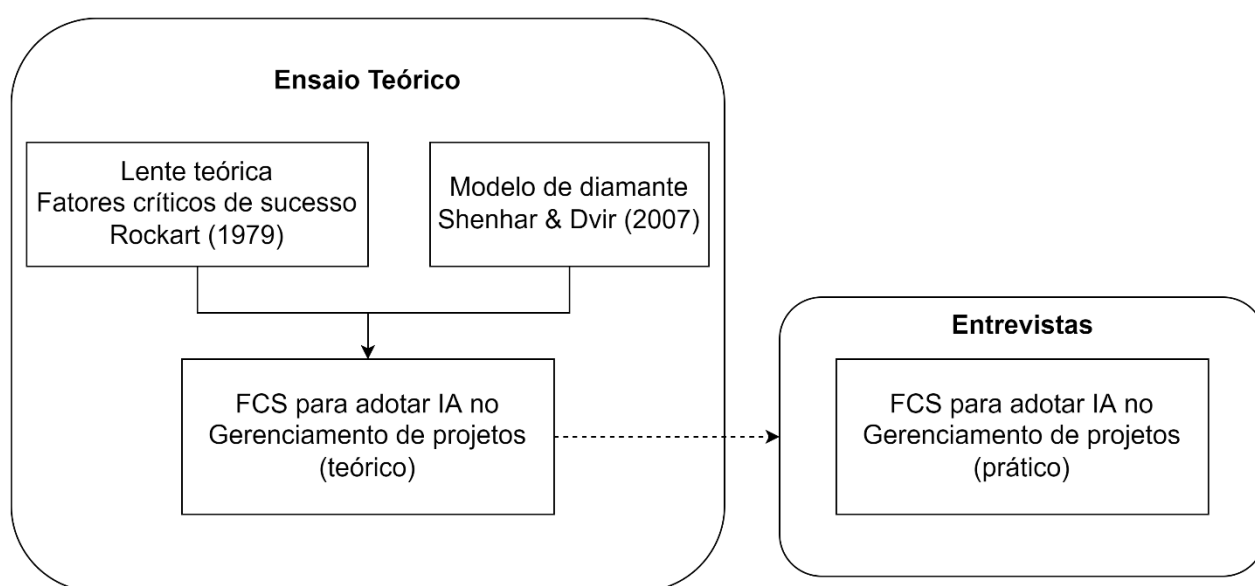 Ensaio Teórico
Lente teórica
Fatores críticos de sucesso
Rockart (1979)
Modelo de diamante
Shenhar & Dvir (2007)
FCS para adotar IA no
Gerenciamento de projetos
(teórico)
Entrevistas
FCS para adotar IA no
Gerenciamento de projetos
(prático)